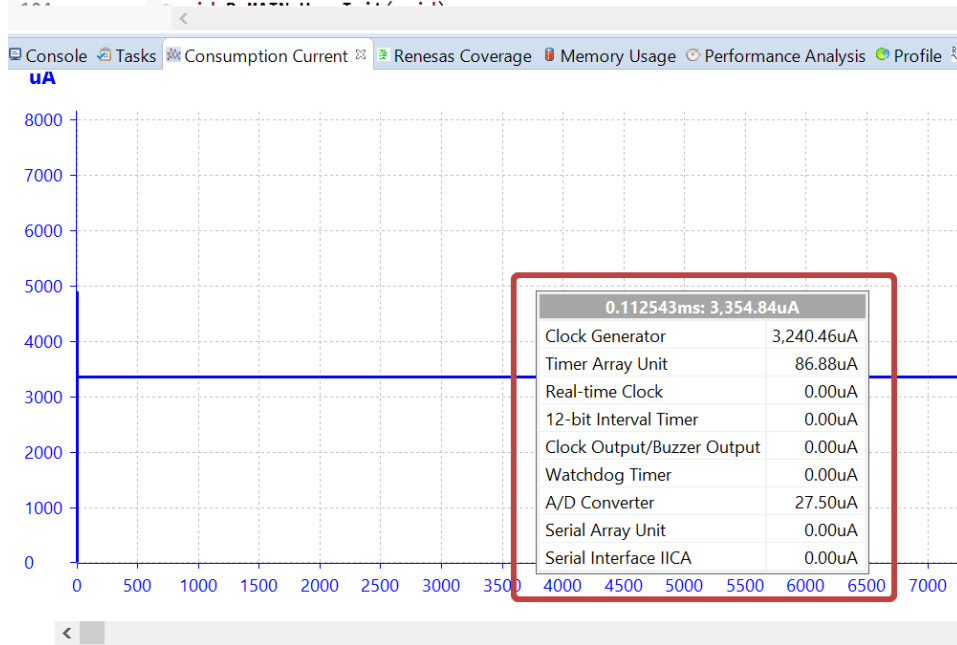 Console Tasks Consumption Current Renesas Coverage Memory Usage Performance Analysis Profile
uA
8000
7000
6000
5000
4000
3000
2000
1000
0
0.112543ms: 3,354.84uA
Clock Generator 3,240.46uA
Timer Array Unit 86.88uA
Real-time Clock 0.00uA
12-bit Interval Timer 0.00uA
Clock Output/Buzzer Output 0.00uA
Watchdog Timer 0.00uA
A/D Converter 27.50uA
Serial Array Unit 0.00uA
Serial Interface IICA 0.00uA
0 500 1000 1500 2000 2500 3000 3500 4000 4500 5000 5500 6000 6500 7000